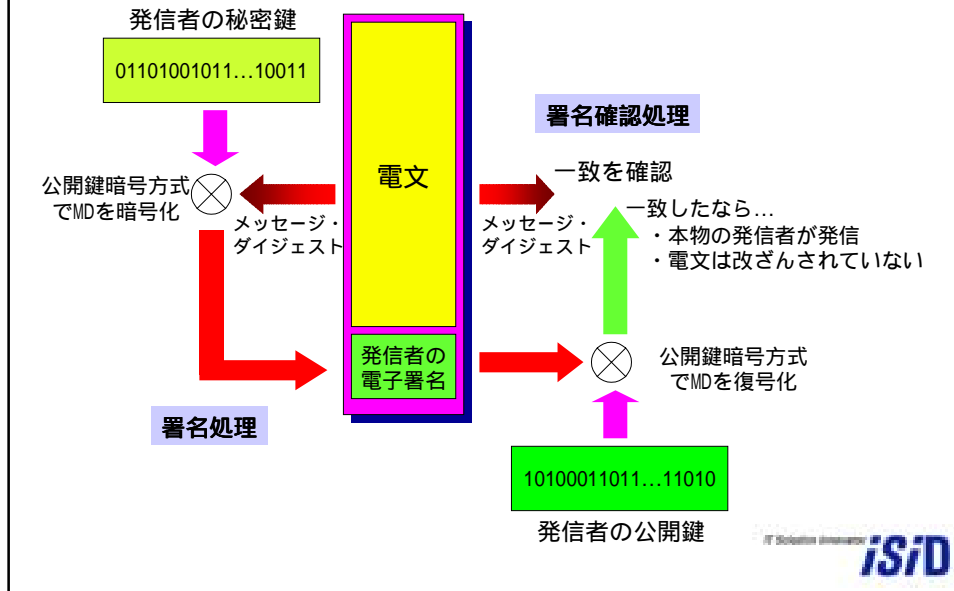 発信者の秘密鍵
01101001011…10011
公開鍵暗号方式
でMDを暗号化
メッセージ・
ダイジェスト
署名処理
電文
発信者の
電子署名
署名確認処理
一致を確認
メッセージ・
ダイジェスト
一致したなら…
・本物の発信者が発信
・電文は改ざんされていない
公開鍵暗号方式
でMDを復号化
10100011011…11010
発信者の公開鍵
IT Solution Innovator
iSiD